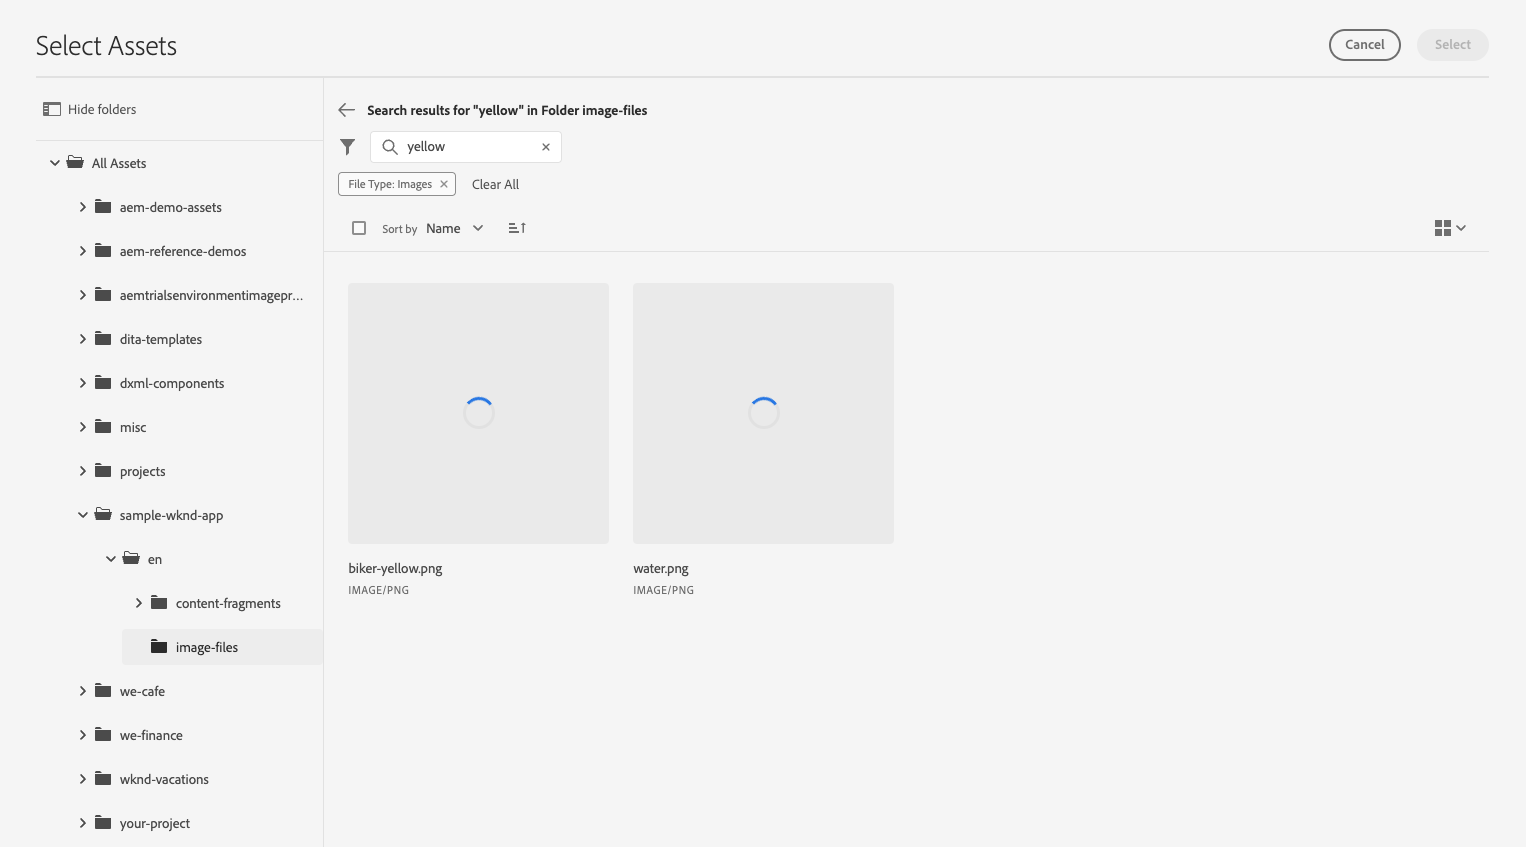 Select Assets
Cancel
Select
Hide folders
All Assets
aem-demo-assets
aem-reference-demos
aemtrialsenvironmentimagepr...
dita-templates
dxml-components
misc
projects
sample-wknd-app
en
content-fragments
image-files
we-cafe
we-finance
wknd-vacations
your-project
Search results for "yellow" in Folder image-files
yellow
File Type: Images
Clear All
Sort by Name
biker-yellow.png
IMAGE/PNG
water.png
IMAGE/PNG